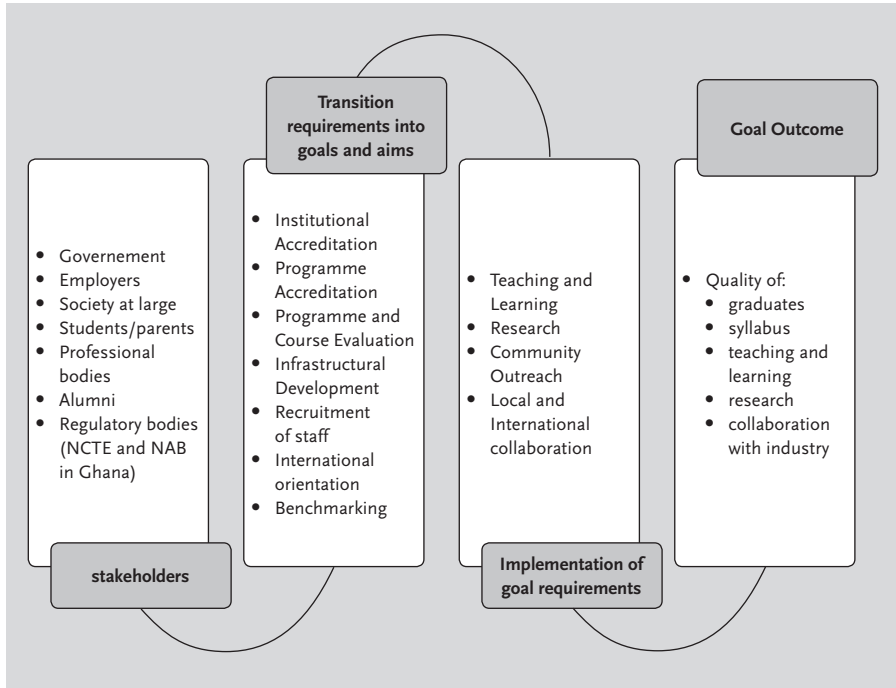 • Governement
• Employers
• Society at large
• Students/parents
• Professional
bodies
• Alumni
• Regulatory bodies
(NCTE and NAB
in Ghana)
stakeholders
Transition
requirements into
goals and aims
• Institutional
Accreditation
• Programme
Accreditation
• Programme and
Course Evaluation
• Infrastructural
Development
• Recruitment
of staff
• International
orientation
• Benchmarking
• Teaching and
Learning
• Research
• Community
Outreach
• Local and
International
collaboration
Implementation of
goal requirements
Goal Outcome
• Quality of:
• graduates
• syllabus
• teaching and
learning
• research
• collaboration
with industry